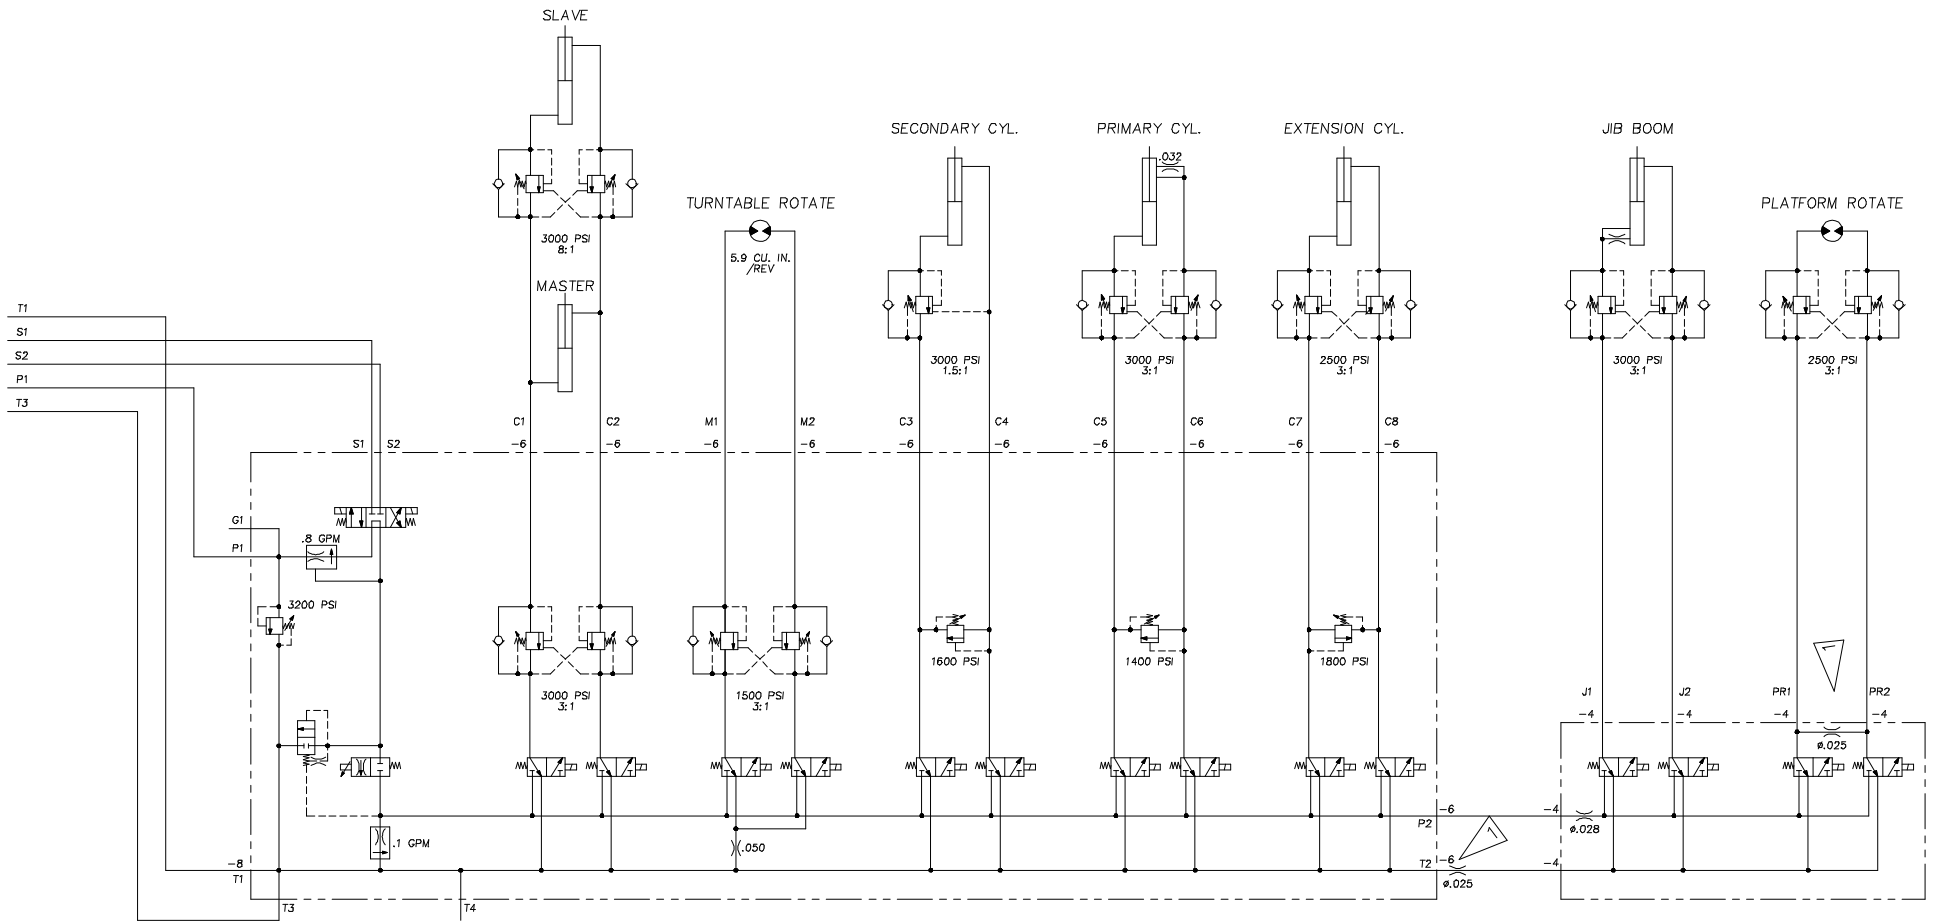 SLAVE
SECONDARY CYL.
PRIMARY CYL.
EXTENSION CYL.
JIB BOOM
.032
TURNTABLE ROTATE
PLATFORM ROTATE
3000 PSI
8:1
5.9 CU. IN.
/REV
MASTER
T1
S1
S2
P1
T3
3000 PSI
1.5:1
3000 PSI
3:1
2500 PSI
3:1
3000 PSI
3:1
2500 PSI
3:1
C1
C2
M1
M2
C3
C4
C5
C6
C7
C8
S1
S2
-6
-6
-6
-6
-6
-6
-6
-6
-6
-6
G1
.8 GPM
P1
3200 PSI
1600 PSI
1400 PSI
1800 PSI
1
3000 PSI
3:1
1500 PSI
3:1
J1
J2
PR1
PR2
-4
-4
-4
-4
ø.025
-6
-4
P2
ø.028
1
.1 GPM
.050
-8
T1
T2
-6
-4
ø.025
T3
T4